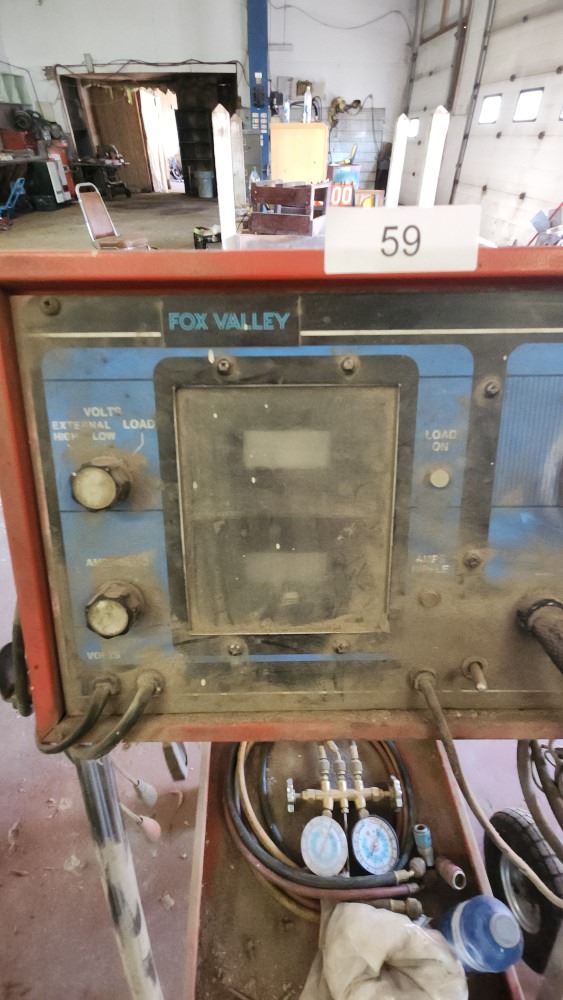 00
59
FOX VALLEY
VOLTS
EXTERNAL LOAD
HIGH LOW
LOAD
ON
VOLTS